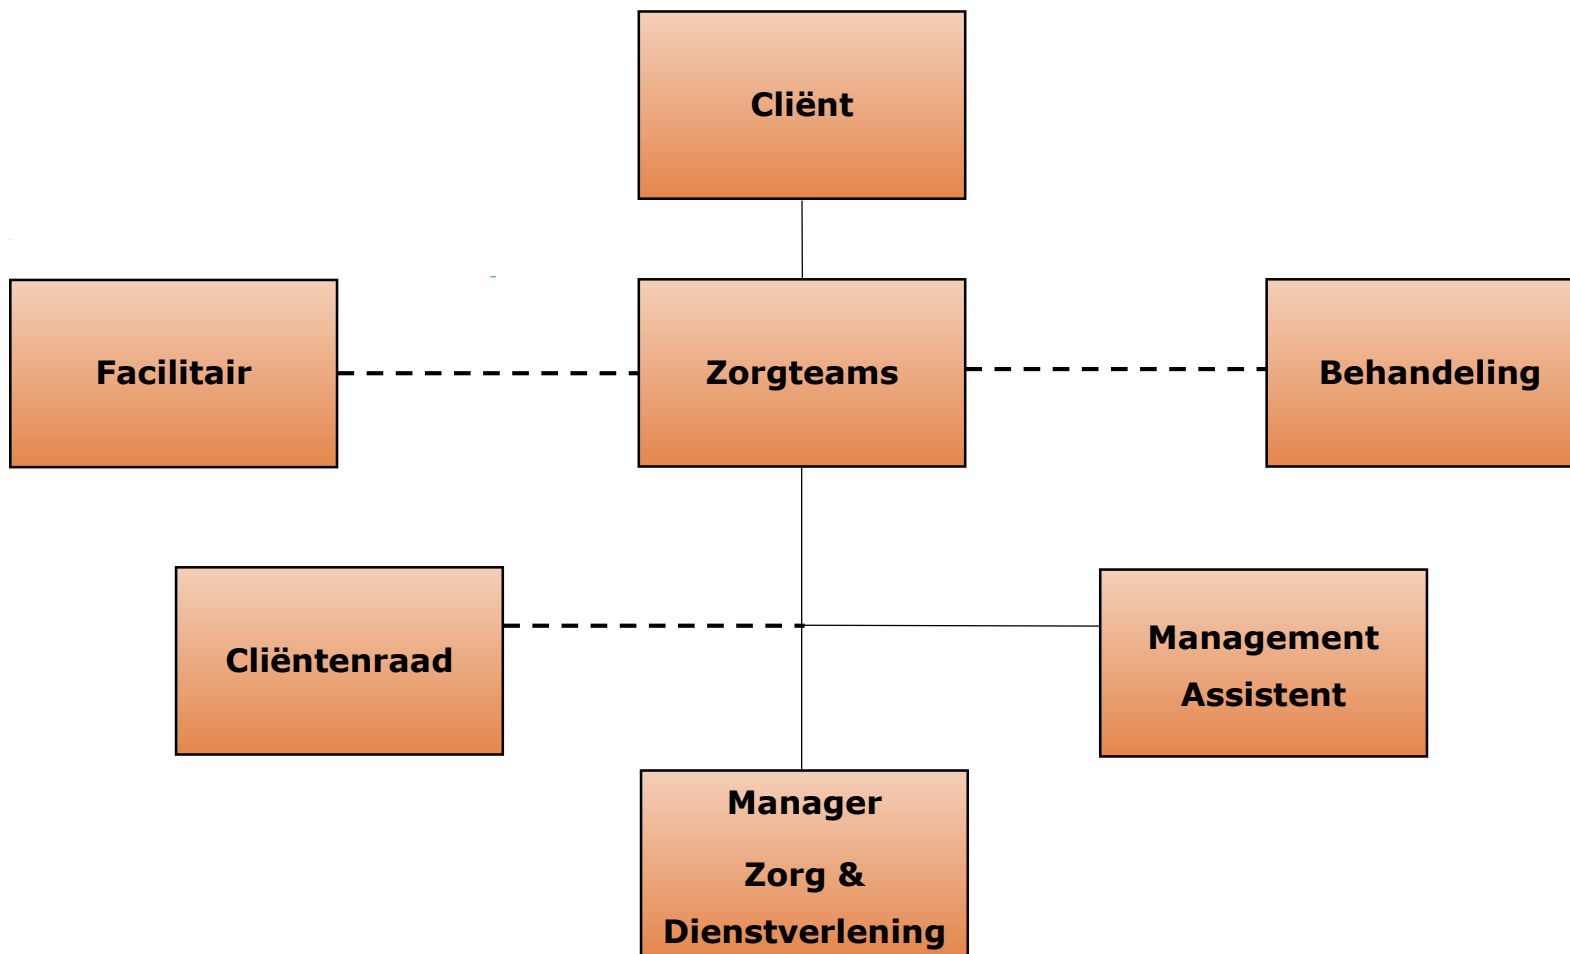 Cliënt
Facilitair
Zorgteams
Behandeling
Cliëntenraad
Management
Assistent
Manager
Zorg &
Dienstverlening